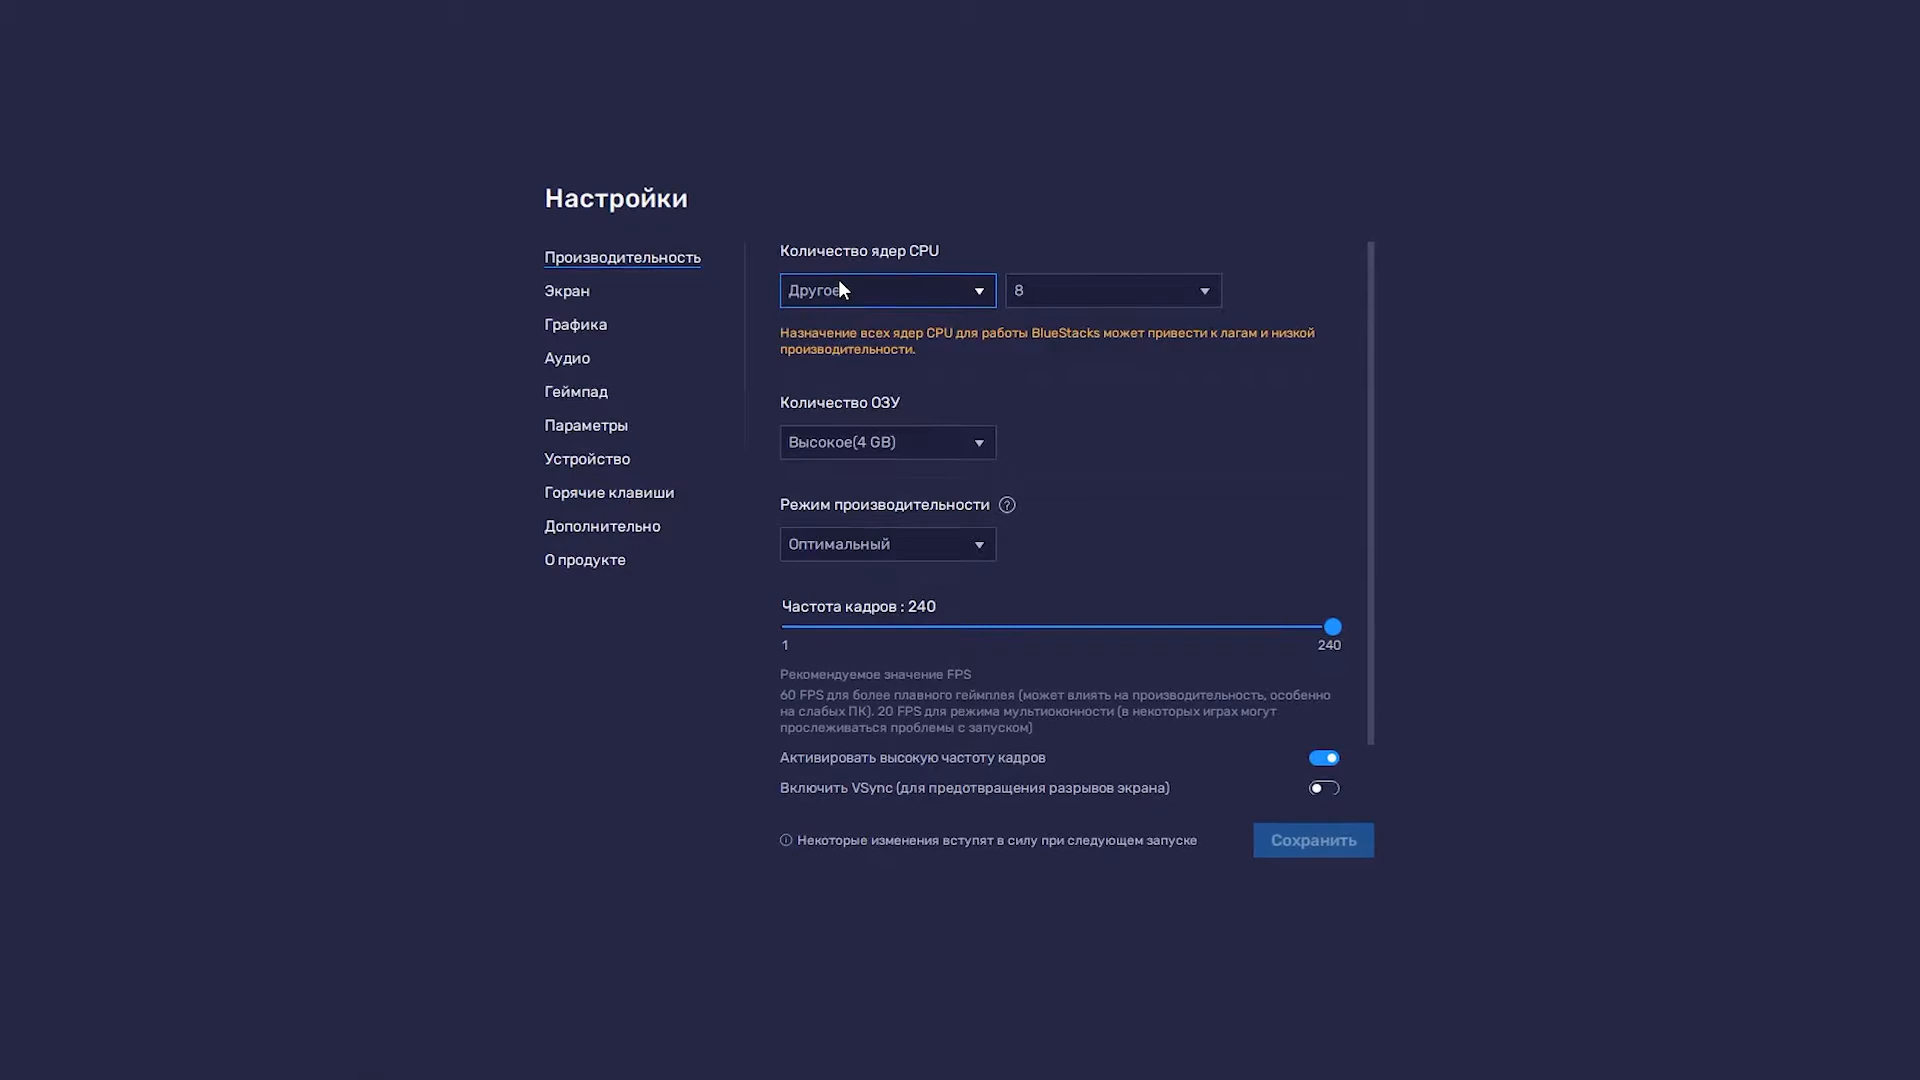 Настройки
Производительность
Экран
Графика
Аудио
Геймпад
Параметры
Устройство
Горячие клавиши
Дополнительно
О продукте
Количество ядер CPU
Другое 8
Назначение всех ядер CPU для работы BlueStacks может привести к лагам и низкой
производительности.
Количество ОЗУ
Высокое(4 GB)
Режим производительности ?
Оптимальный
Частота кадров : 240
1 240
Рекомендуемое значение FPS
60 FPS для более плавного геймплея (может влиять на производительность, особенно
на слабых ПК). 20 FPS для режима мультиоконности (в некоторых играх могут
прослеживаться проблемы с запуском)
Активировать высокую частоту кадров
Включить VSync (для предотвращения разрывов экрана)
Некоторые изменения вступят в силу при следующем запуске
Сохранить